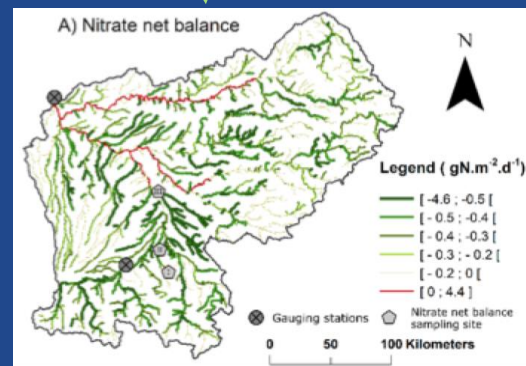 A) Nitrate net balance
N
Legend ( gN.m⁻².d⁻¹)
[ -4.6 ; -0.5 [
[ - 0.5 ; -0.4 [
[ - 0.4 ; -0.3 [
[ - 0.3 ; - 0.2 [
[ - 0.2 ; 0 [
[ 0 ; 4.4 ]
Gauging stations
Nitrate net balance
sampling site
0 50 100 Kilometers